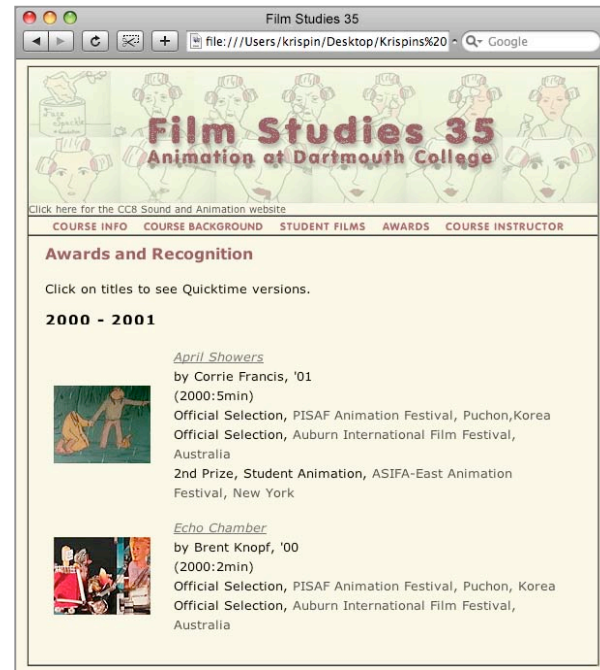 Film Studies 35
file:///Users/krispin/Desktop/Krispins%20
Google
Film Studies 35
Animation at Dartmouth College
Click here for the CC8 Sound and Animation website
COURSE INFO COURSE BACKGROUND STUDENT FILMS AWARDS COURSE INSTRUCTOR
Awards and Recognition
Click on titles to see Quicktime versions.
2000 - 2001
April Showers
by Corrie Francis, '01
(2000:5min)
Official Selection, PISAF Animation Festival, Puchon,Korea
Official Selection, Auburn International Film Festival,
Australia
2nd Prize, Student Animation, ASIFA-East Animation
Festival, New York
Echo Chamber
by Brent Knopf, '00
(2000:2min)
Official Selection, PISAF Animation Festival, Puchon, Korea
Official Selection, Auburn International Film Festival,
Australia